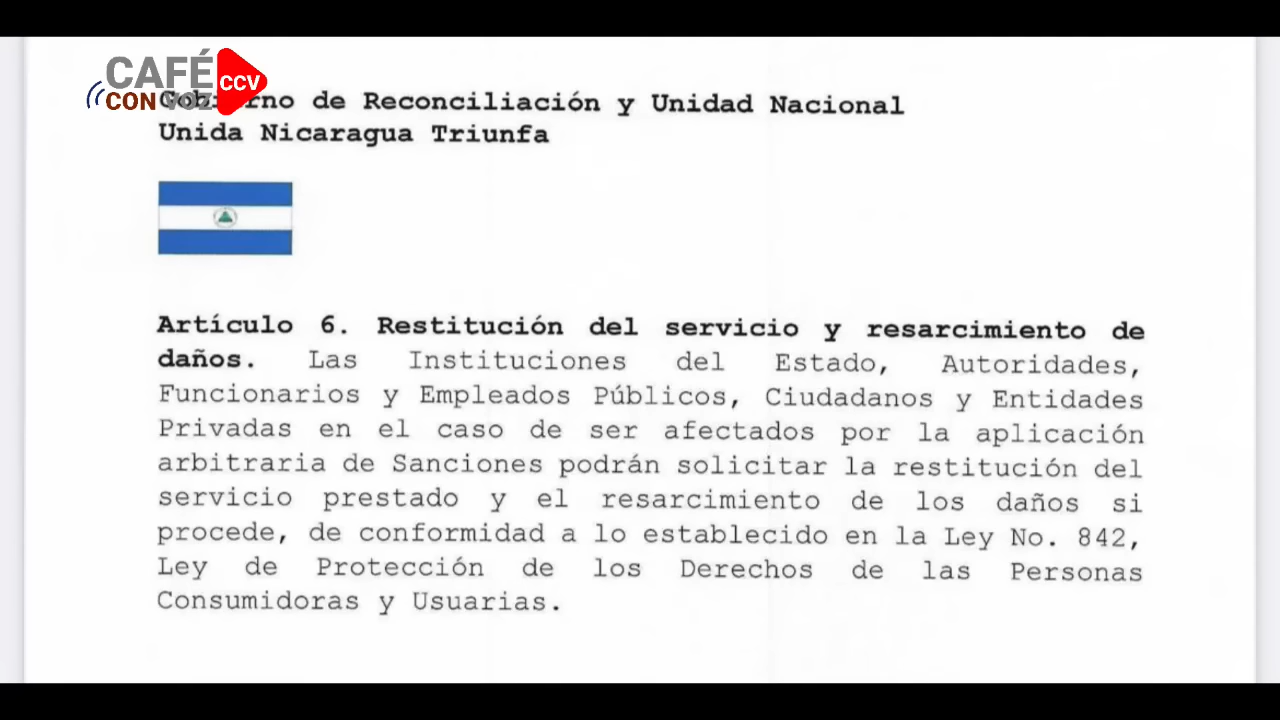 CAFÉ
CON VOZ
CCV
Gobierno de Reconciliación y Unidad Nacional
Unida Nicaragua Triunfa
Artículo 6. Restitución del servicio y resarcimiento de
daños. Las Instituciones del Estado, Autoridades,
Funcionarios y Empleados Públicos, Ciudadanos y Entidades
Privadas en el caso de ser afectados por la aplicación
arbitraria de Sanciones podrán solicitar la restitución del
servicio prestado y el resarcimiento de los daños si
procede, de conformidad a lo establecido en la Ley No. 842,
Ley de Protección de los Derechos de las Personas
Consumidoras y Usuarias.